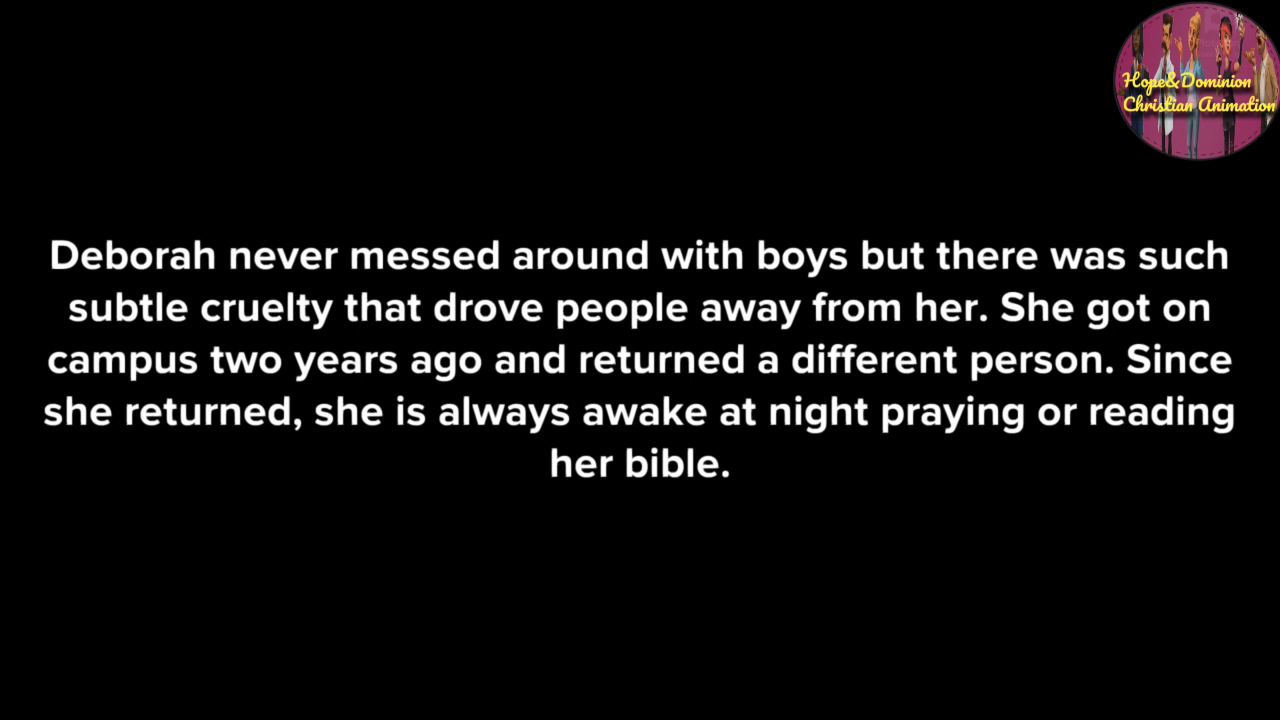 Hope&Dominion
Christian Animation
Deborah never messed around with boys but there was such
subtle cruelty that drove people away from her. She got on
campus two years ago and returned a different person. Since
she returned, she is always awake at night praying or reading
her bible.